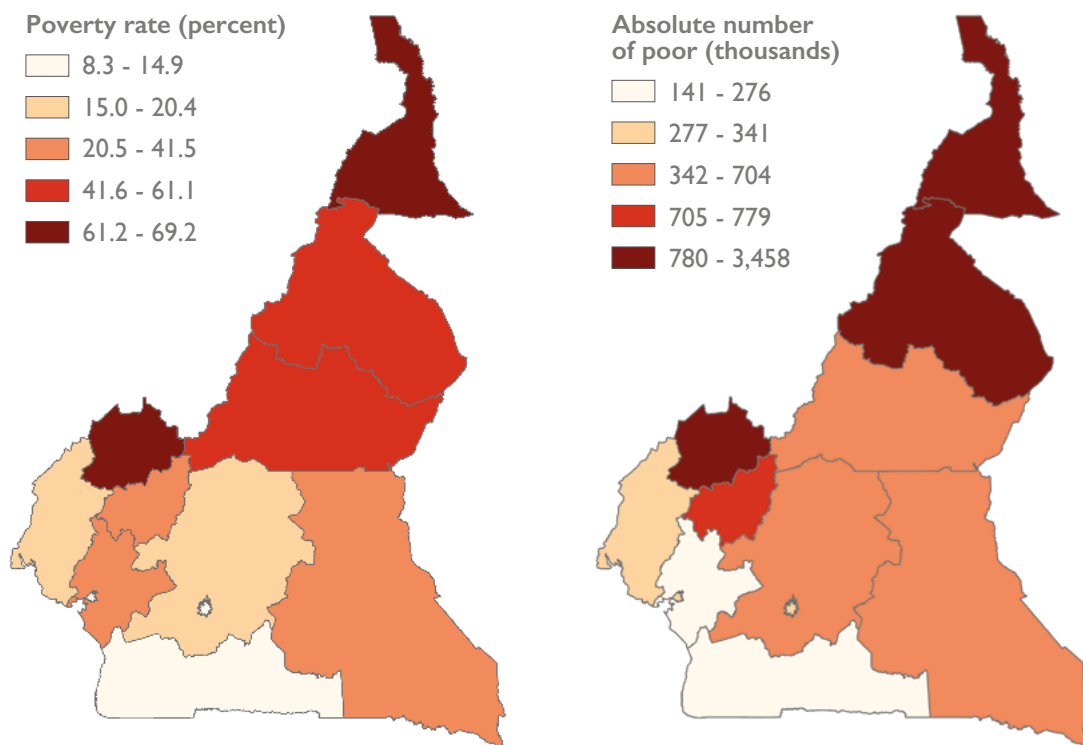 Poverty rate (percent)
8.3 - 14.9
15.0 - 20.4
20.5 - 41.5
41.6 - 61.1
61.2 - 69.2
Absolute number
of poor (thousands)
141 - 276
277 - 341
342 - 704
705 - 779
780 - 3,458